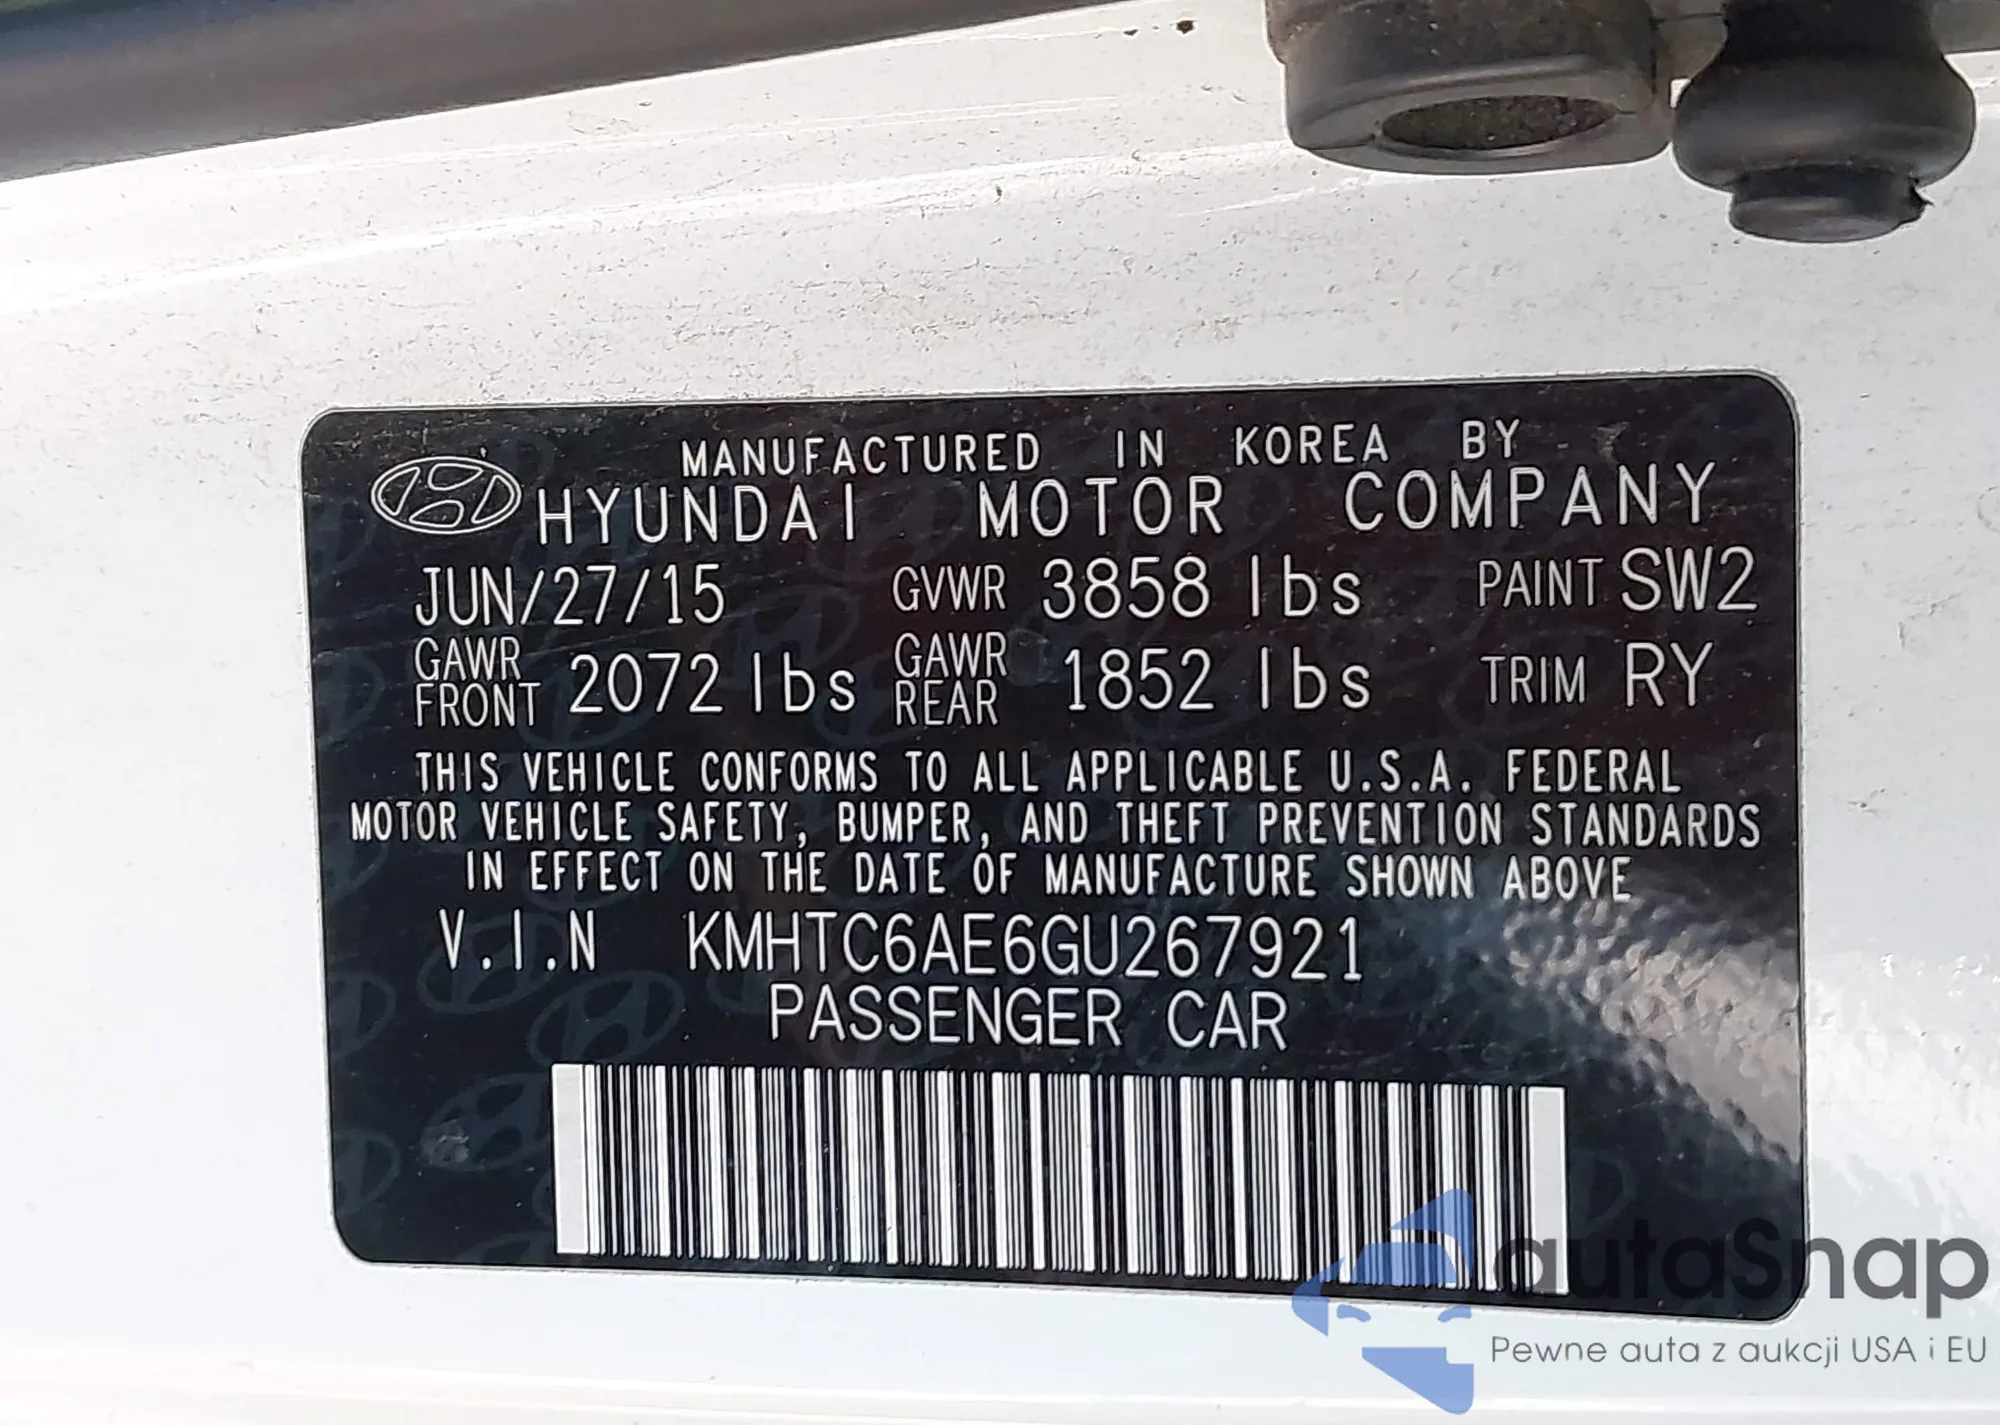 MANUFACTURED IN KOREA BY
HYUNDAI MOTOR COMPANY
JUN/27/15 GVWR 3858 lbs PAINT SW2
GAWR FRONT 2072 lbs GAWR REAR 1852 lbs TRIM RY
THIS VEHICLE CONFORMS TO ALL APPLICABLE U.S.A. FEDERAL
MOTOR VEHICLE SAFETY, BUMPER, AND THEFT PREVENTION STANDARDS
IN EFFECT ON THE DATE OF MANUFACTURE SHOWN ABOVE
V.I.N KMHTC6AE6GU267921
PASSENGER CAR
autaSnap
Pewne auta z aukcji USA i EU